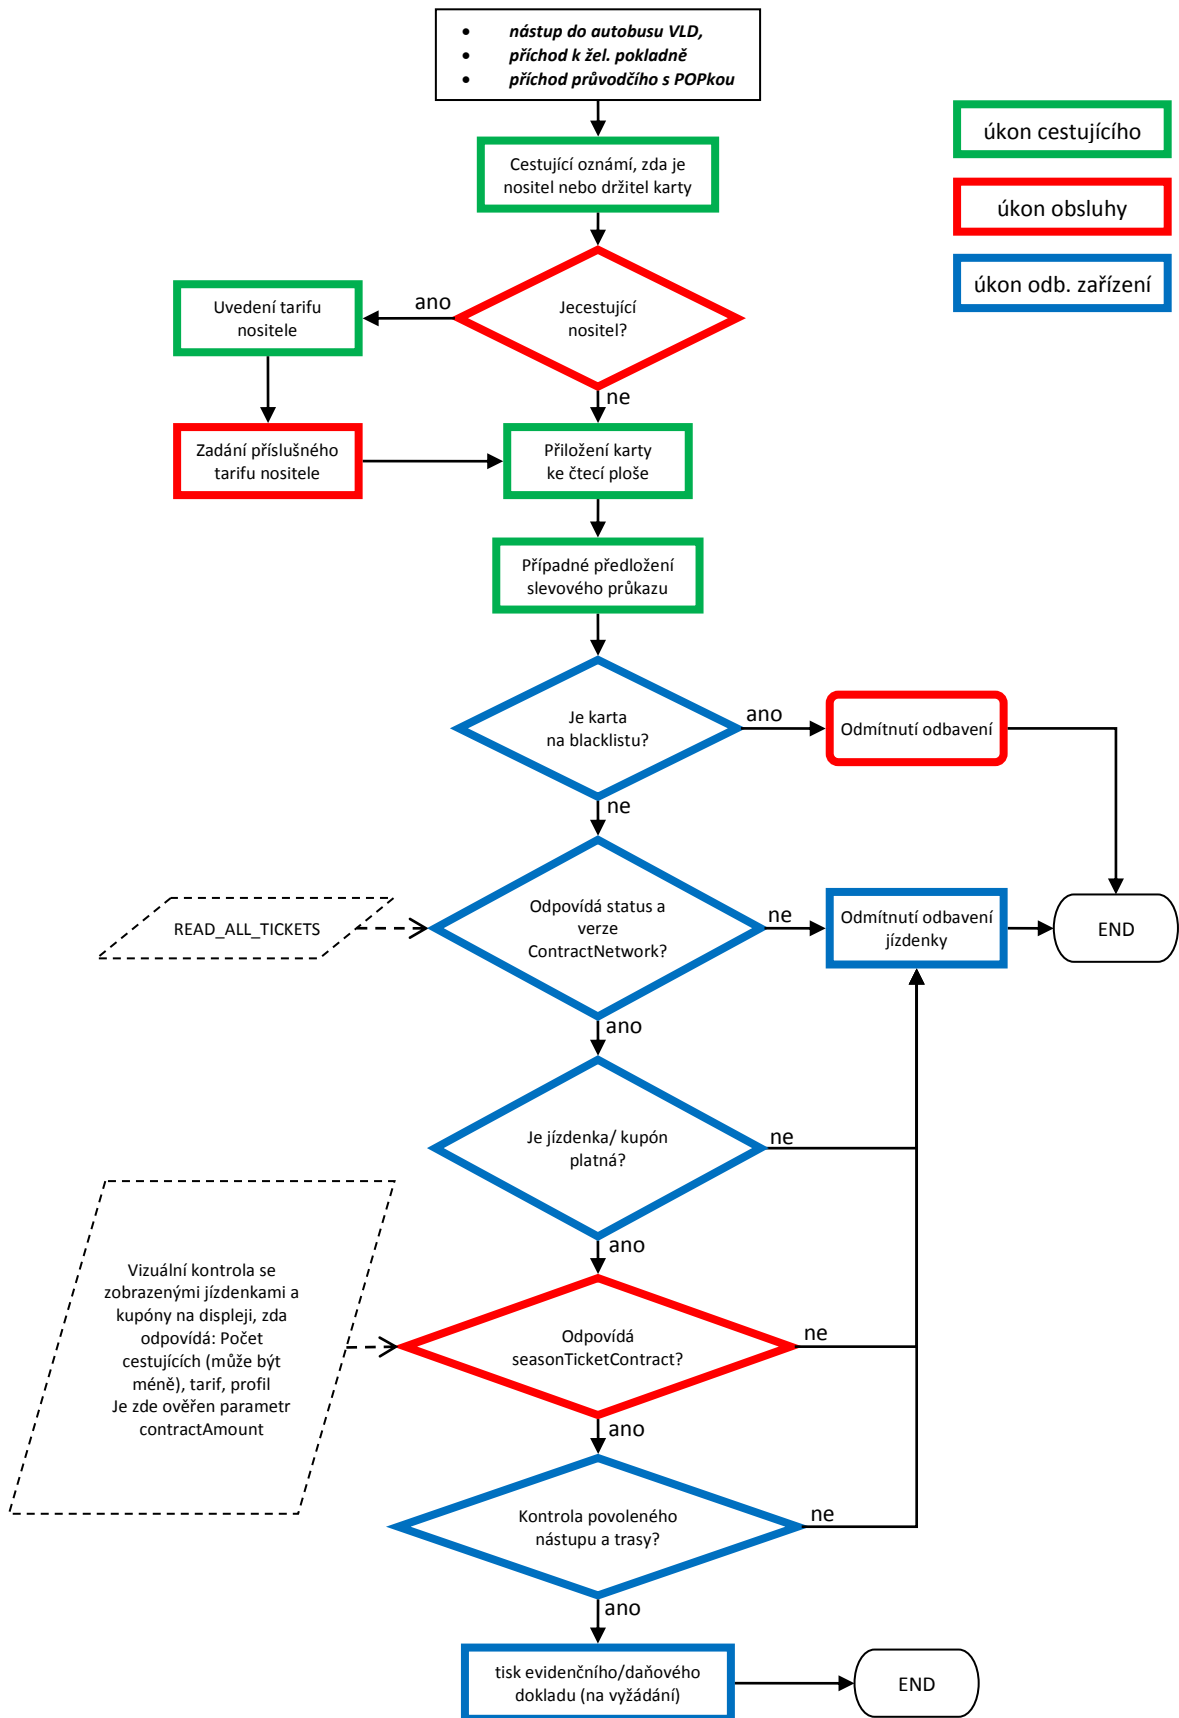 • nástup do autobusu VLD,
• příchod k žel. pokladně
• příchod průvodčího s POPkou
úkon cestujícího
úkon obsluhy
úkon odb. zařízení
Cestující oznámí, zda je
nositel nebo držitel karty
Jecestující
nositel?
ano
ne
Uvedení tarifu
nositele
Zadání příslušného
tarifu nositele
Přiložení karty
ke čtecí ploše
Případné předložení
slevového průkazu
Je karta
na blacklistu?
ano
ne
Odmítnutí odbavení
READ_ALL_TICKETS
Odpovídá status a
verze
ContractNetwork?
ne
ano
Odmítnutí odbavení
jízdenky
END
Je jízdenka/ kupón
platná?
ne
ano
Vizuální kontrola se
zobrazenými jízdenkami a
kupóny na displeji, zda
odpovídá: Počet
cestujících (může být
méně), tarif, profil
Je zde ověřen parametr
contractAmount
Odpovídá
seasonTicketContract?
ne
ano
Kontrola povoleného
nástupu a trasy?
ne
ano
tisk evidenčního/daňového
dokladu (na vyžádání)
END